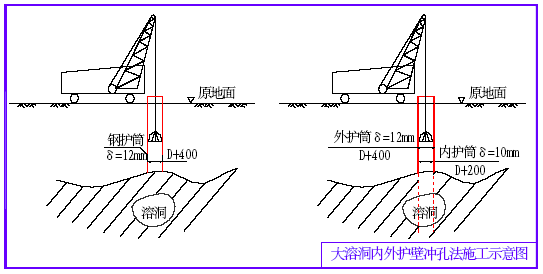 原地面
钢护筒
δ=12mm
D+400
溶洞
原地面
外护筒 δ=12mm
D+400
内护筒 δ=10mm
D+200
溶洞
大溶洞内外护壁冲孔法施工示意图